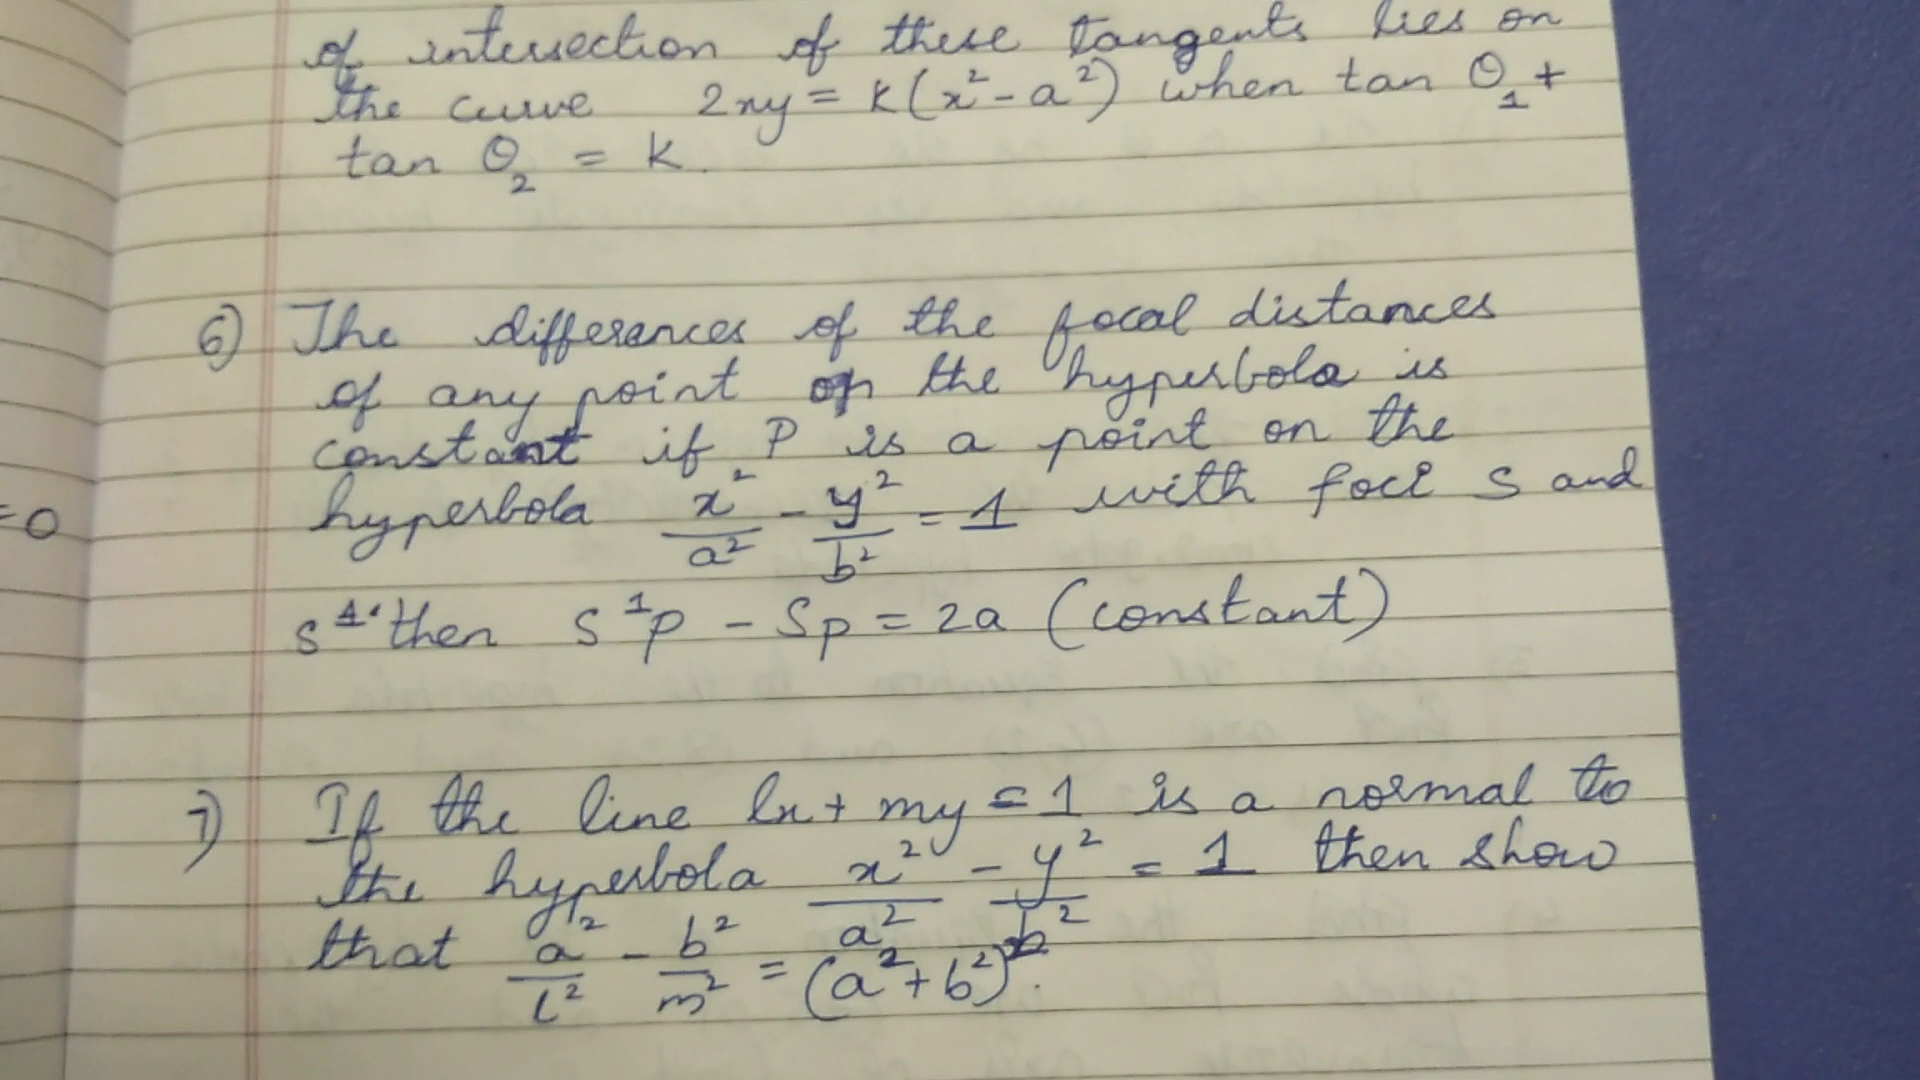 of intersection of these tangents lies on
the curve 2xy = k(x² - a²) when tan θ₁ +
tan θ₂ = k.
6) The differences of the focal distances
of any point on the hyperbola is
constant if P is a point on the
=0
hyperbola x²/a² - y²/b² = 1 with foci S and
S¹ then S¹P - SP = 2a (constant)
7) If the line lx + my = 1 is a normal to
the hyperbola x²/a² - y²/b² = 1 then show
that a²/l² - b²/m² = (a² + b²)².